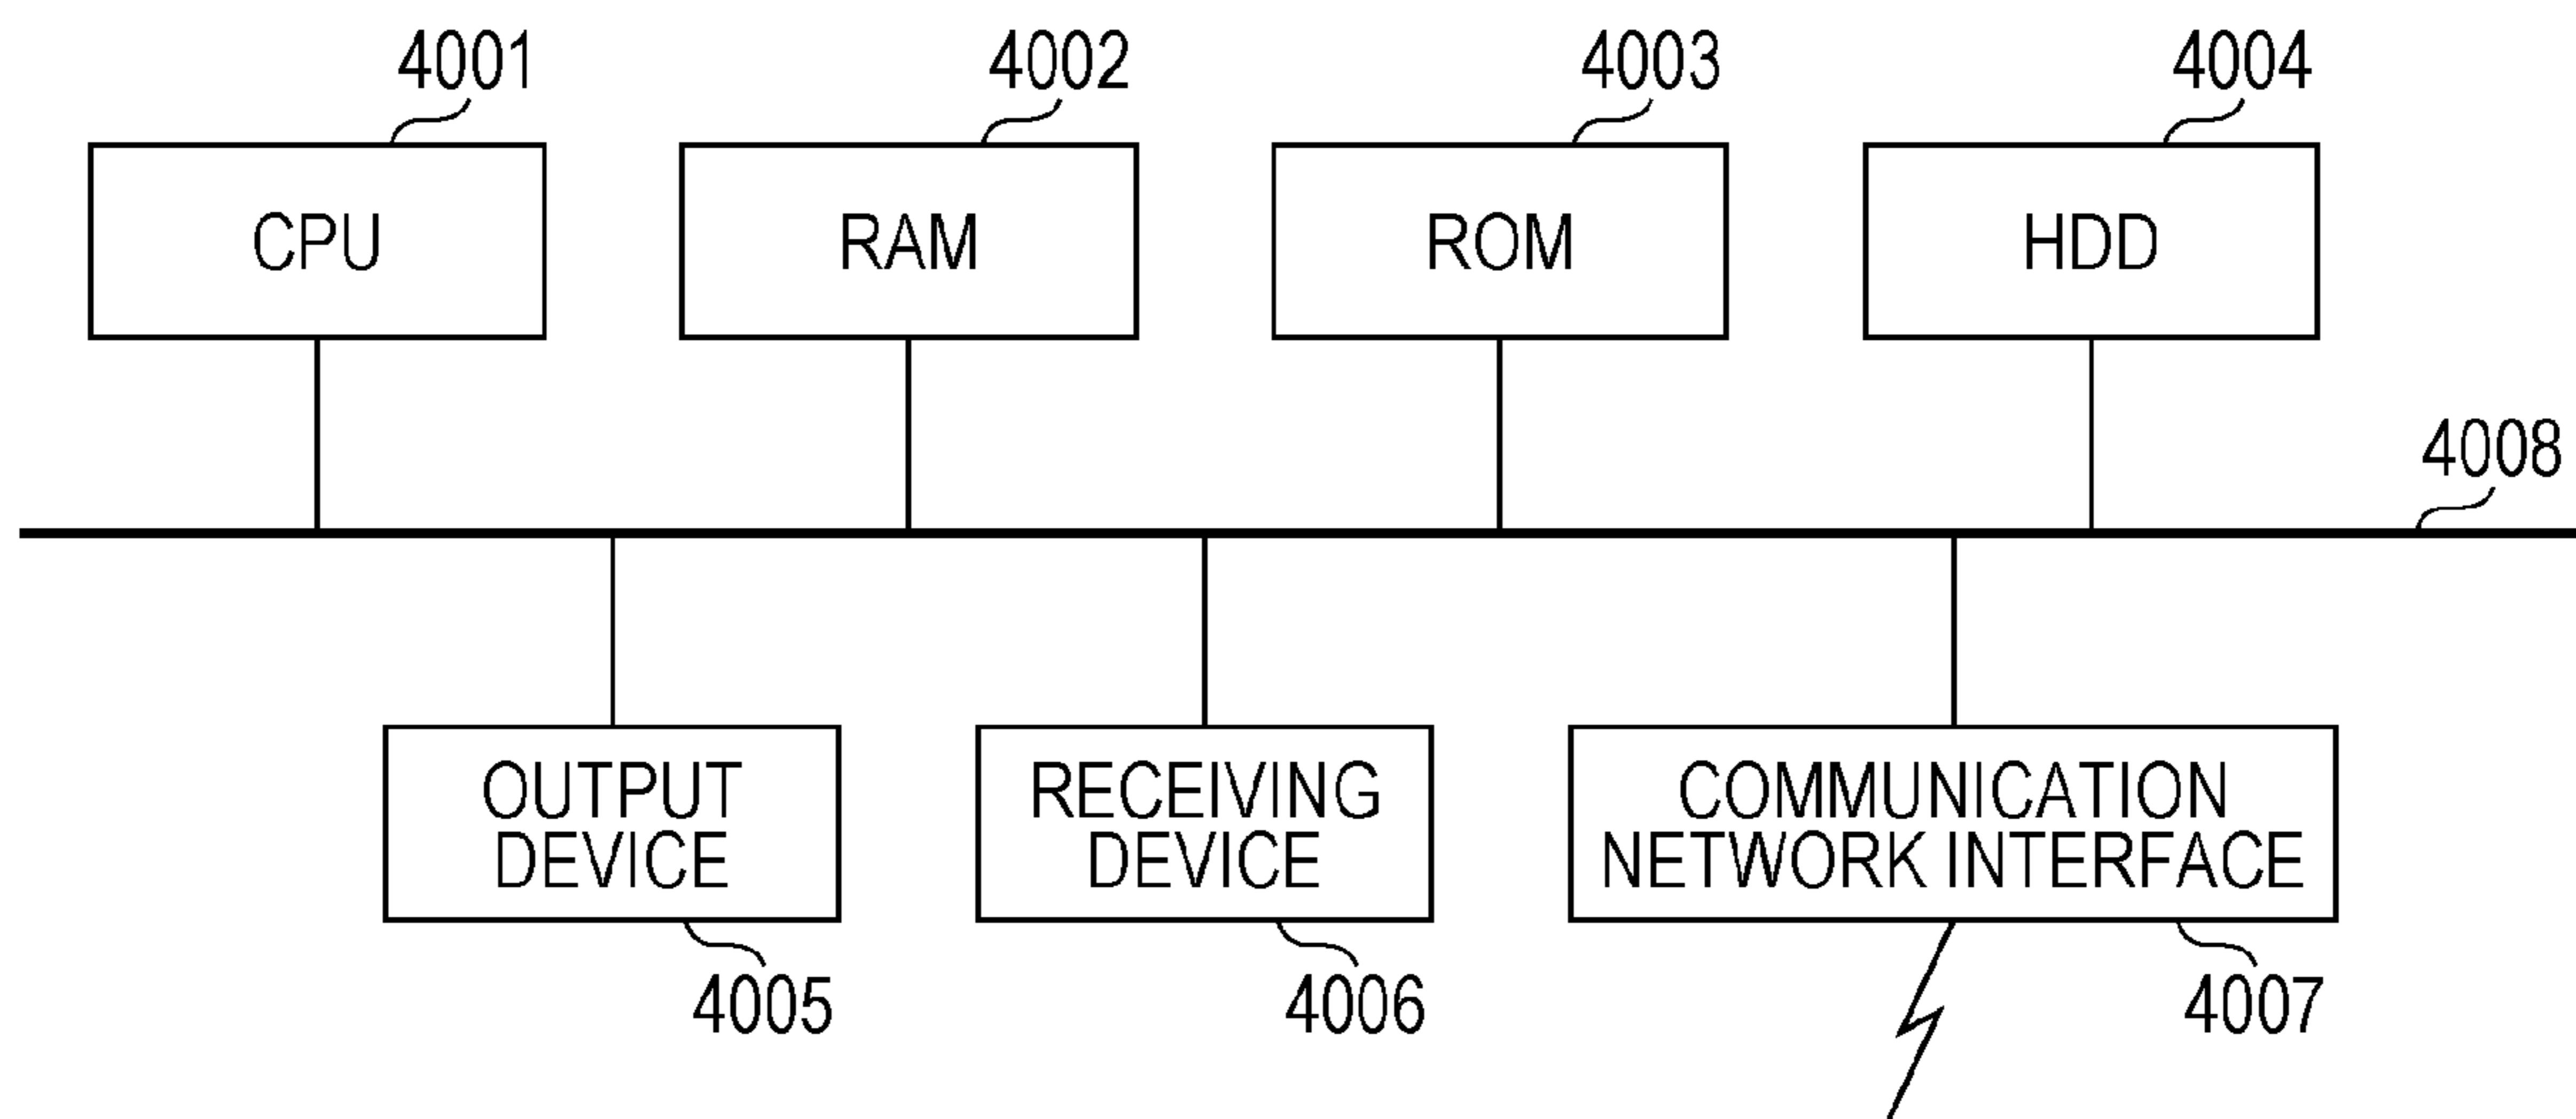 4001
4002
4003
4004
CPU
RAM
ROM
HDD
4008
OUTPUT
DEVICE
RECEIVING
DEVICE
COMMUNICATION
NETWORK INTERFACE
4005
4006
4007